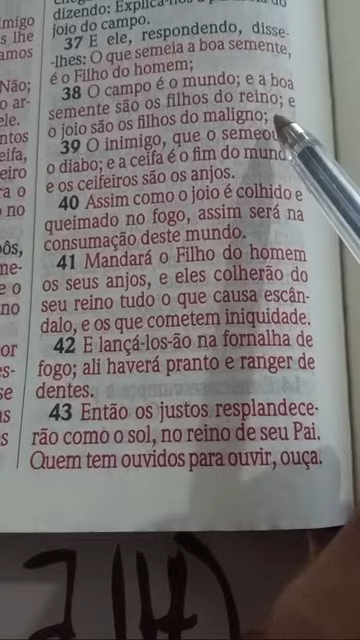 dizendo: Explica-nos a
joio do campo.
37 E ele, respondendo, disse-
-lhes: O que semeia a boa semente,
é o Filho do homem;
38 O campo é o mundo; e a boa
semente são os filhos do reino; e
o joio são os filhos do maligno;
39 O inimigo, que o semeou
o diabo; e a ceifa é o fim do mund
e os ceifeiros são os anjos.
40 Assim como o joio é colhido e
queimado no fogo, assim será na
consumação deste mundo.
41 Mandará o Filho do homem
os seus anjos, e eles colherão do
seu reino tudo o que causa escân-
dalo, e os que cometem iniquidade.
42 E lançá-los-ão na fornalha de
fogo; ali haverá pranto e ranger de
dentes.
43 Então os justos resplandece-
rão como o sol, no reino de seu Pai.
Quem tem ouvidos para ouvir, ouça.